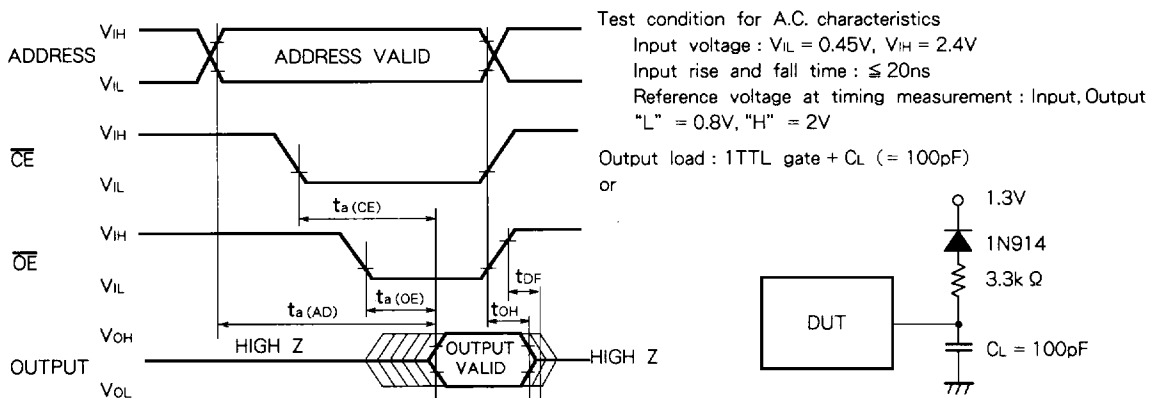 ADDRESS
VIH
VIL
ADDRESS VALID
CE
VIH
VIL
ta (CE)
OE
VIH
VIL
ta (OE)
tDF
ta (AD)
tOH
OUTPUT
VOH
VOL
HIGH Z
OUTPUT
VALID
HIGH Z
Test condition for A.C. characteristics
Input voltage : VIL = 0.45V, VIH = 2.4V
Input rise and fall time : ≦ 20ns
Reference voltage at timing measurement : Input, Output
“L” = 0.8V, “H” = 2V
Output load : 1TTL gate + CL (= 100pF)
or
1.3V
1N914
3.3k Ω
DUT
CL = 100pF